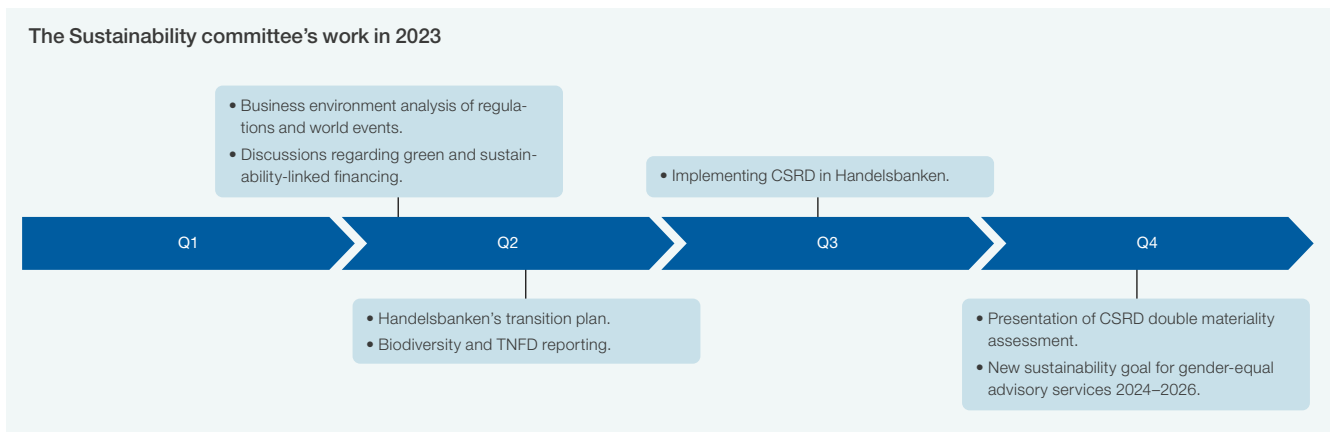 The Sustainability committee’s work in 2023
• Business environment analysis of regula-
tions and world events.
• Discussions regarding green and sustain-
ability-linked financing.
• Implementing CSRD in Handelsbanken.
Q1
Q2
Q3
Q4
• Handelsbanken’s transition plan.
• Biodiversity and TNFD reporting.
• Presentation of CSRD double materiality
assessment.
• New sustainability goal for gender-equal
advisory services 2024–2026.